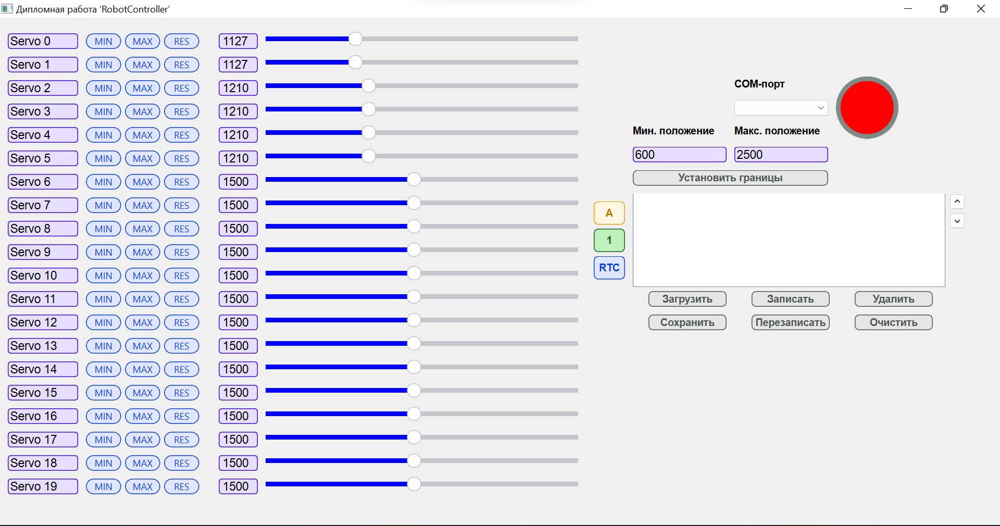 Дипломная работа 'RobotController'
Servo 0 MIN MAX RES 1127
Servo 1 MIN MAX RES 1127
Servo 2 MIN MAX RES 1210
Servo 3 MIN MAX RES 1210
Servo 4 MIN MAX RES 1210
Servo 5 MIN MAX RES 1210
Servo 6 MIN MAX RES 1500
Servo 7 MIN MAX RES 1500
Servo 8 MIN MAX RES 1500
Servo 9 MIN MAX RES 1500
Servo 10 MIN MAX RES 1500
Servo 11 MIN MAX RES 1500
Servo 12 MIN MAX RES 1500
Servo 13 MIN MAX RES 1500
Servo 14 MIN MAX RES 1500
Servo 15 MIN MAX RES 1500
Servo 16 MIN MAX RES 1500
Servo 17 MIN MAX RES 1500
Servo 18 MIN MAX RES 1500
Servo 19 MIN MAX RES 1500
COM-порт
Мин. положение Макс. положение
600 2500
Установить границы
A
1
RTC
Загрузить Записать Удалить
Сохранить Перезаписать Очистить